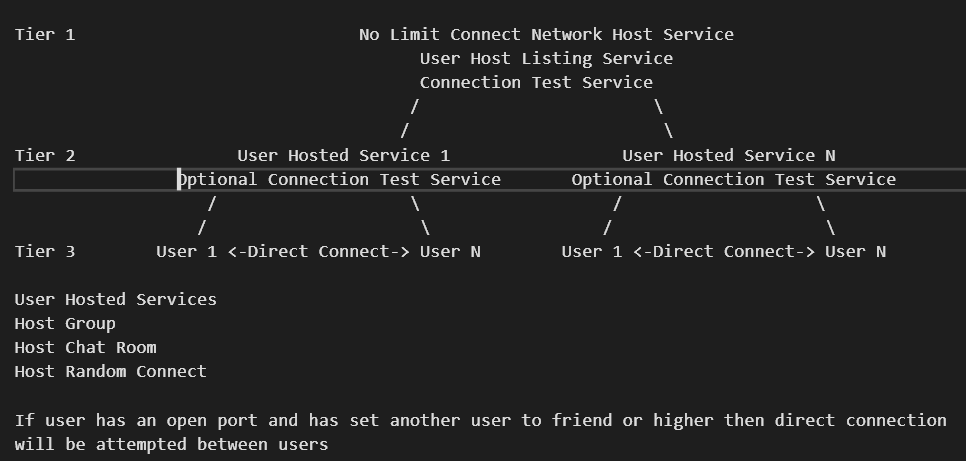 Tier 1 No Limit Connect Network Host Service
User Host Listing Service
Connection Test Service
/ \
/ \
Tier 2 User Hosted Service 1 User Hosted Service N
Optional Connection Test Service Optional Connection Test Service
/ \ / \
/ \ / \
Tier 3 User 1 <-Direct Connect-> User N User 1 <-Direct Connect-> User N
User Hosted Services
Host Group
Host Chat Room
Host Random Connect
If user has an open port and has set another user to friend or higher then direct connection
will be attempted between users